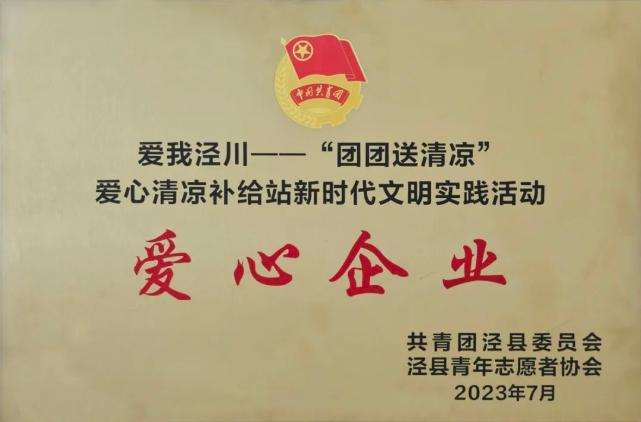 中国共青团
爱我泾川——“团团送清凉”
爱心清凉补给站新时代文明实践活动
爱心企业
共青团泾县委员会
泾县青年志愿者协会
2023年7月